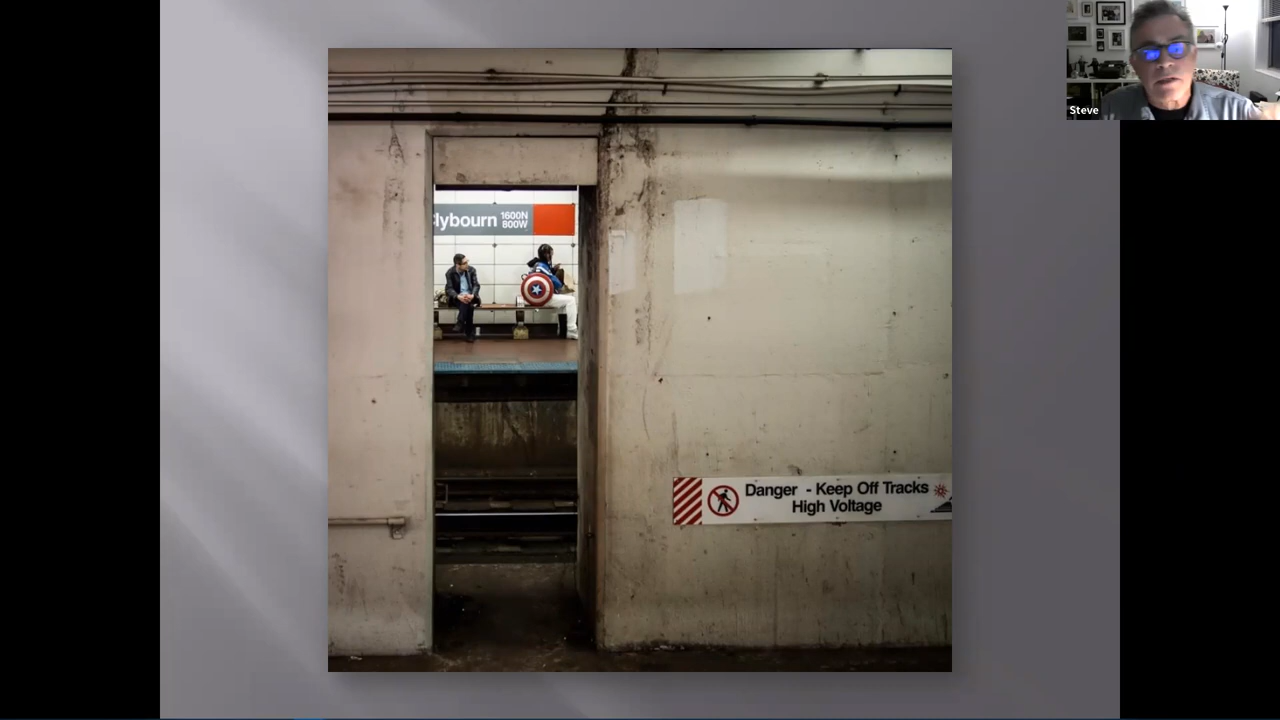 Steve
lybourn 1600N
800W
Danger - Keep Off Tracks
High Voltage